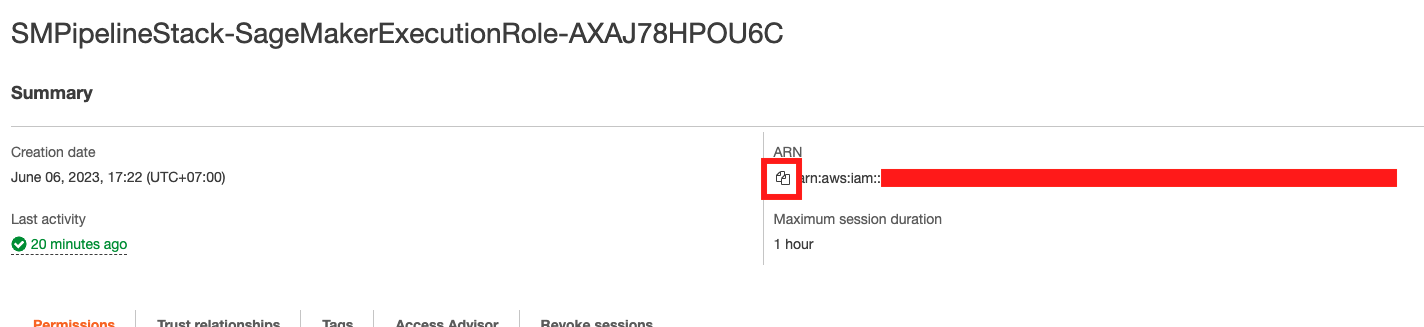 SMPipelineStack-SageMakerExecutionRole-AXAJ78HPOU6C
Summary
Creation date
June 06, 2023, 17:22 (UTC+07:00)
ARN
arn:aws:iam::
Last activity
20 minutes ago
Maximum session duration
1 hour
Permissions
Trust relationships
Tags
Access Advisor
Revoke sessions